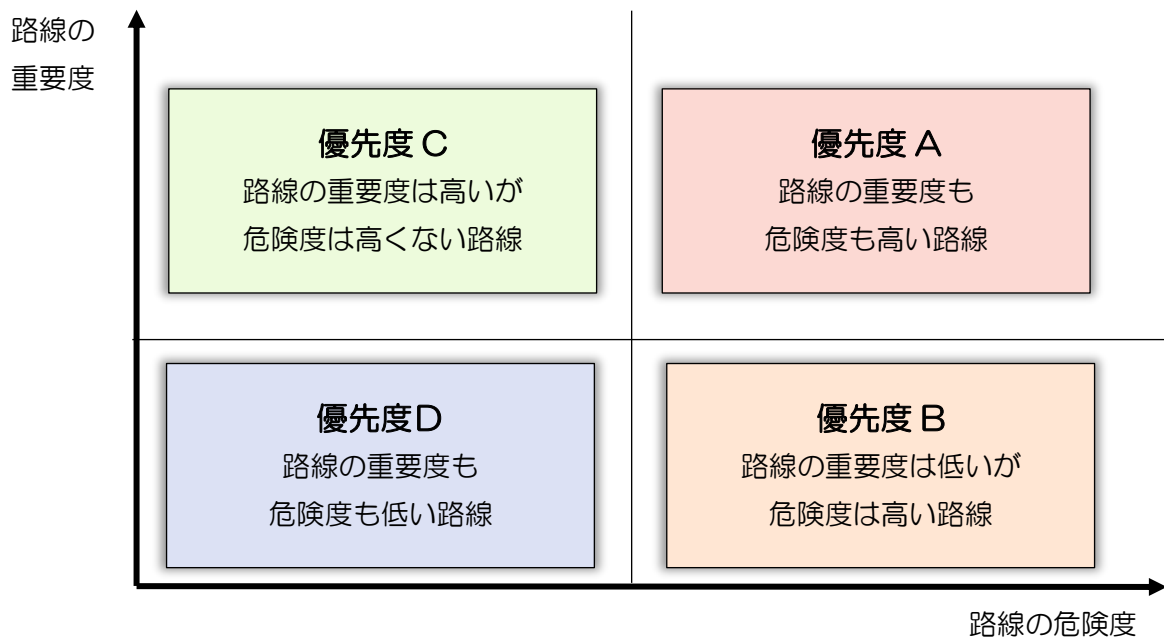 路線の
重要度
優先度 C
路線の重要度は高いが
危険度は高くない路線
優先度 A
路線の重要度も
危険度も高い路線
優先度D
路線の重要度も
危険度も低い路線
優先度 B
路線の重要度は低いが
危険度は高い路線
路線の危険度